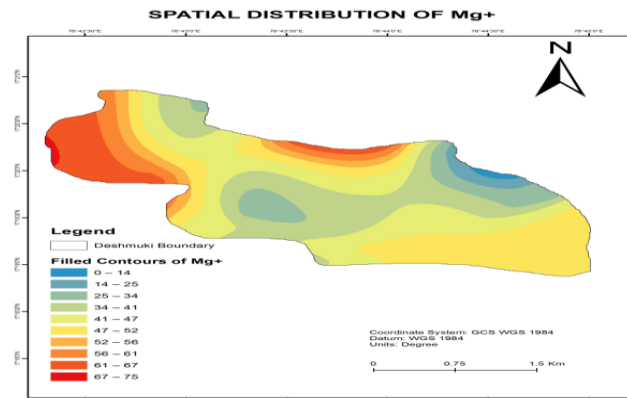 SPATIAL DISTRIBUTION OF Mg+
N
Legend
Deshmuki Boundary
Filled Contours of Mg+
0 – 14
14 – 25
25 – 34
34 – 41
41 – 47
47 – 52
52 – 56
56 – 61
61 – 67
67 – 75
Coordinate System: GCS WGS 1984
Datum: WGS 1984
Units: Degree
0 0.75 1.5 Km